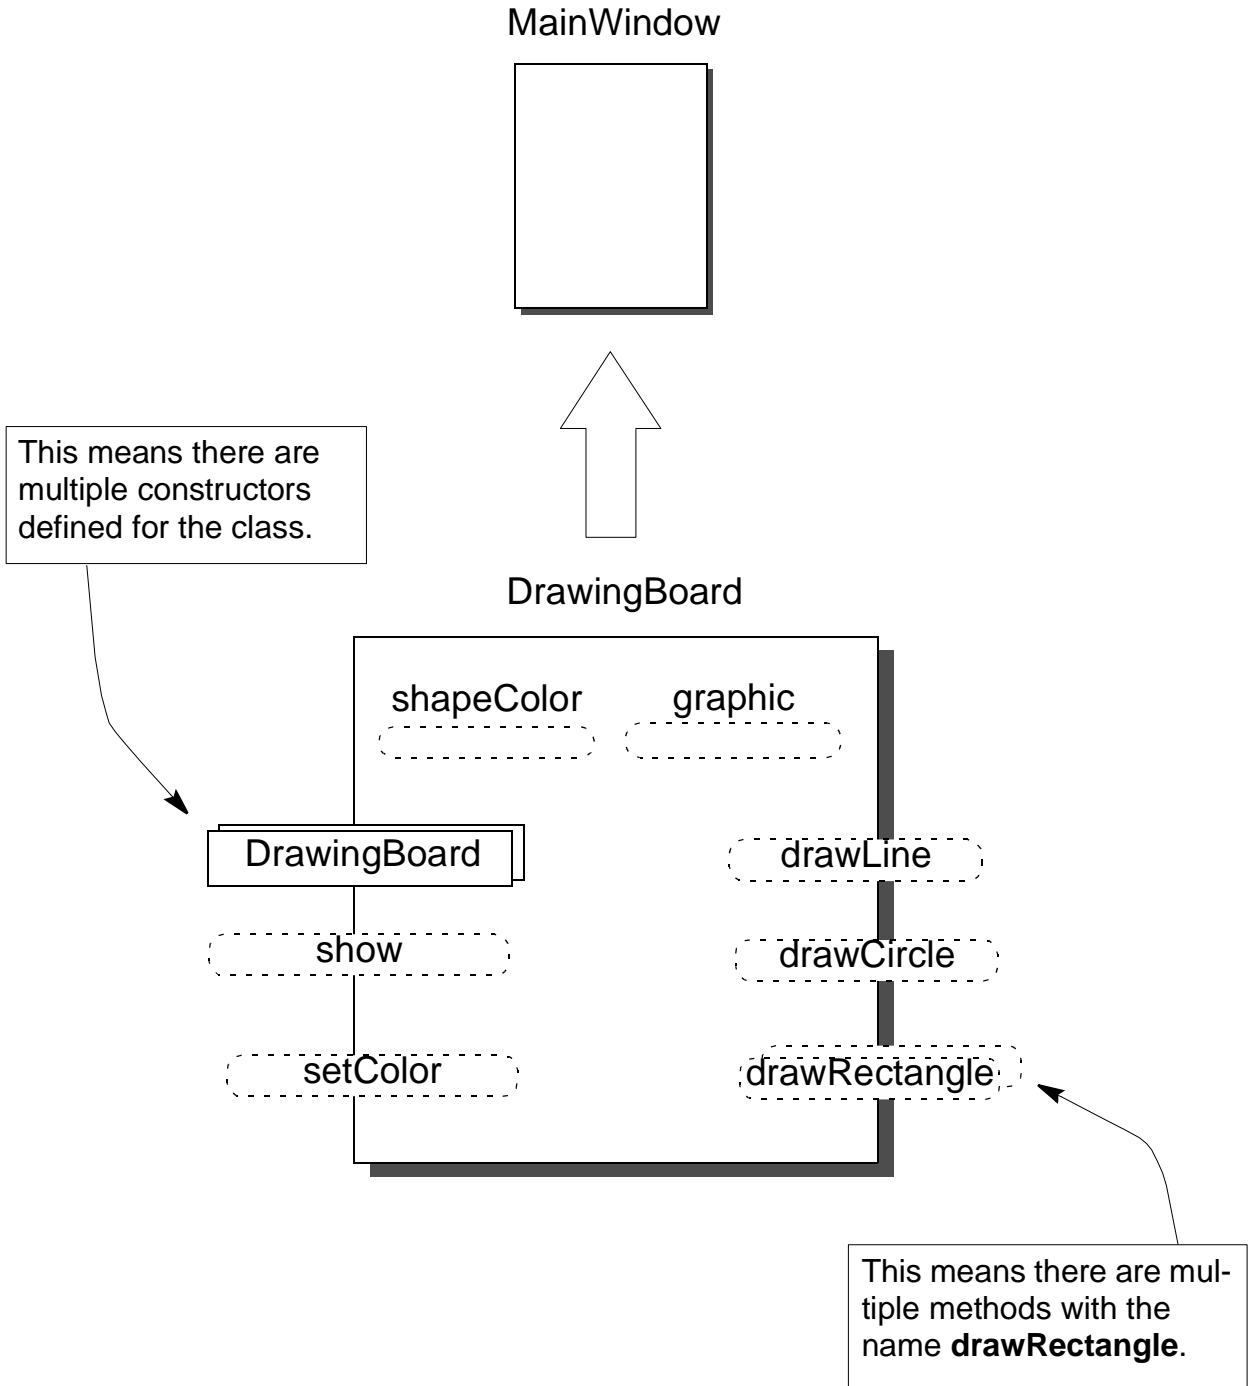 MainWindow
This means there are
multiple constructors
defined for the class.
DrawingBoard
shapeColor
graphic
DrawingBoard
drawLine
show
drawCircle
setColor
drawRectangle
This means there are mul-
tiple methods with the
name drawRectangle.